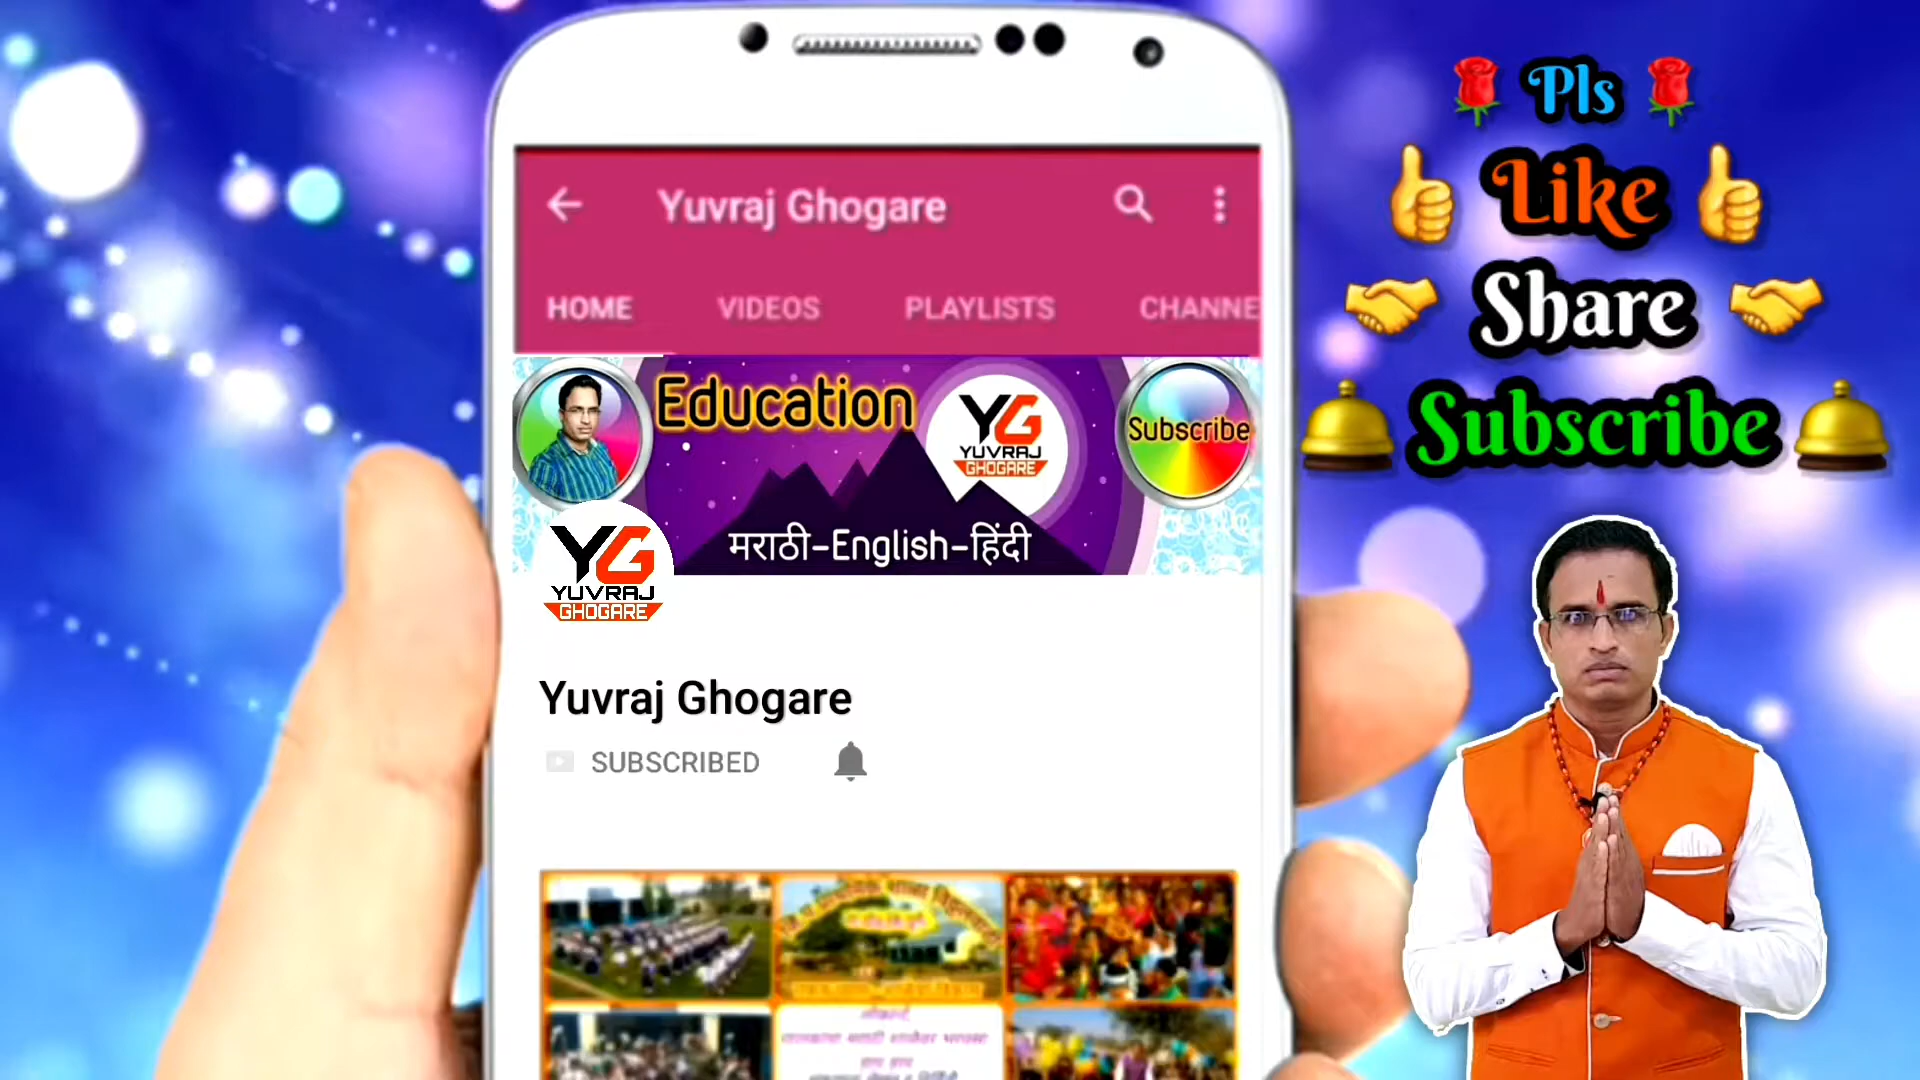 Yuvraj Ghogare
HOME VIDEOS PLAYLISTS CHANNE
Education
YG
YUVRAJ
GHOGARE
Subscribe
मराठी-English-हिंदी
YG
YUVRAJ
GHOGARE
Yuvraj Ghogare
SUBSCRIBED
Pls
Like
Share
Subscribe